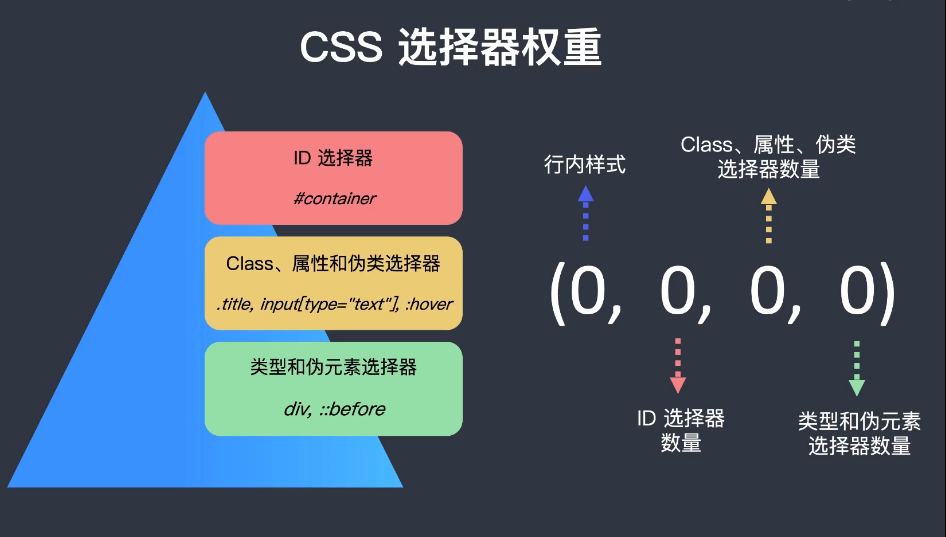 CSS 选择器权重
ID 选择器
#container
Class、属性和伪类选择器
.title, input[type="text"], :hover
类型和伪元素选择器
div, ::before
行内样式
Class、属性、伪类
选择器数量
(0, 0, 0, 0)
ID 选择器
数量
类型和伪元素
选择器数量